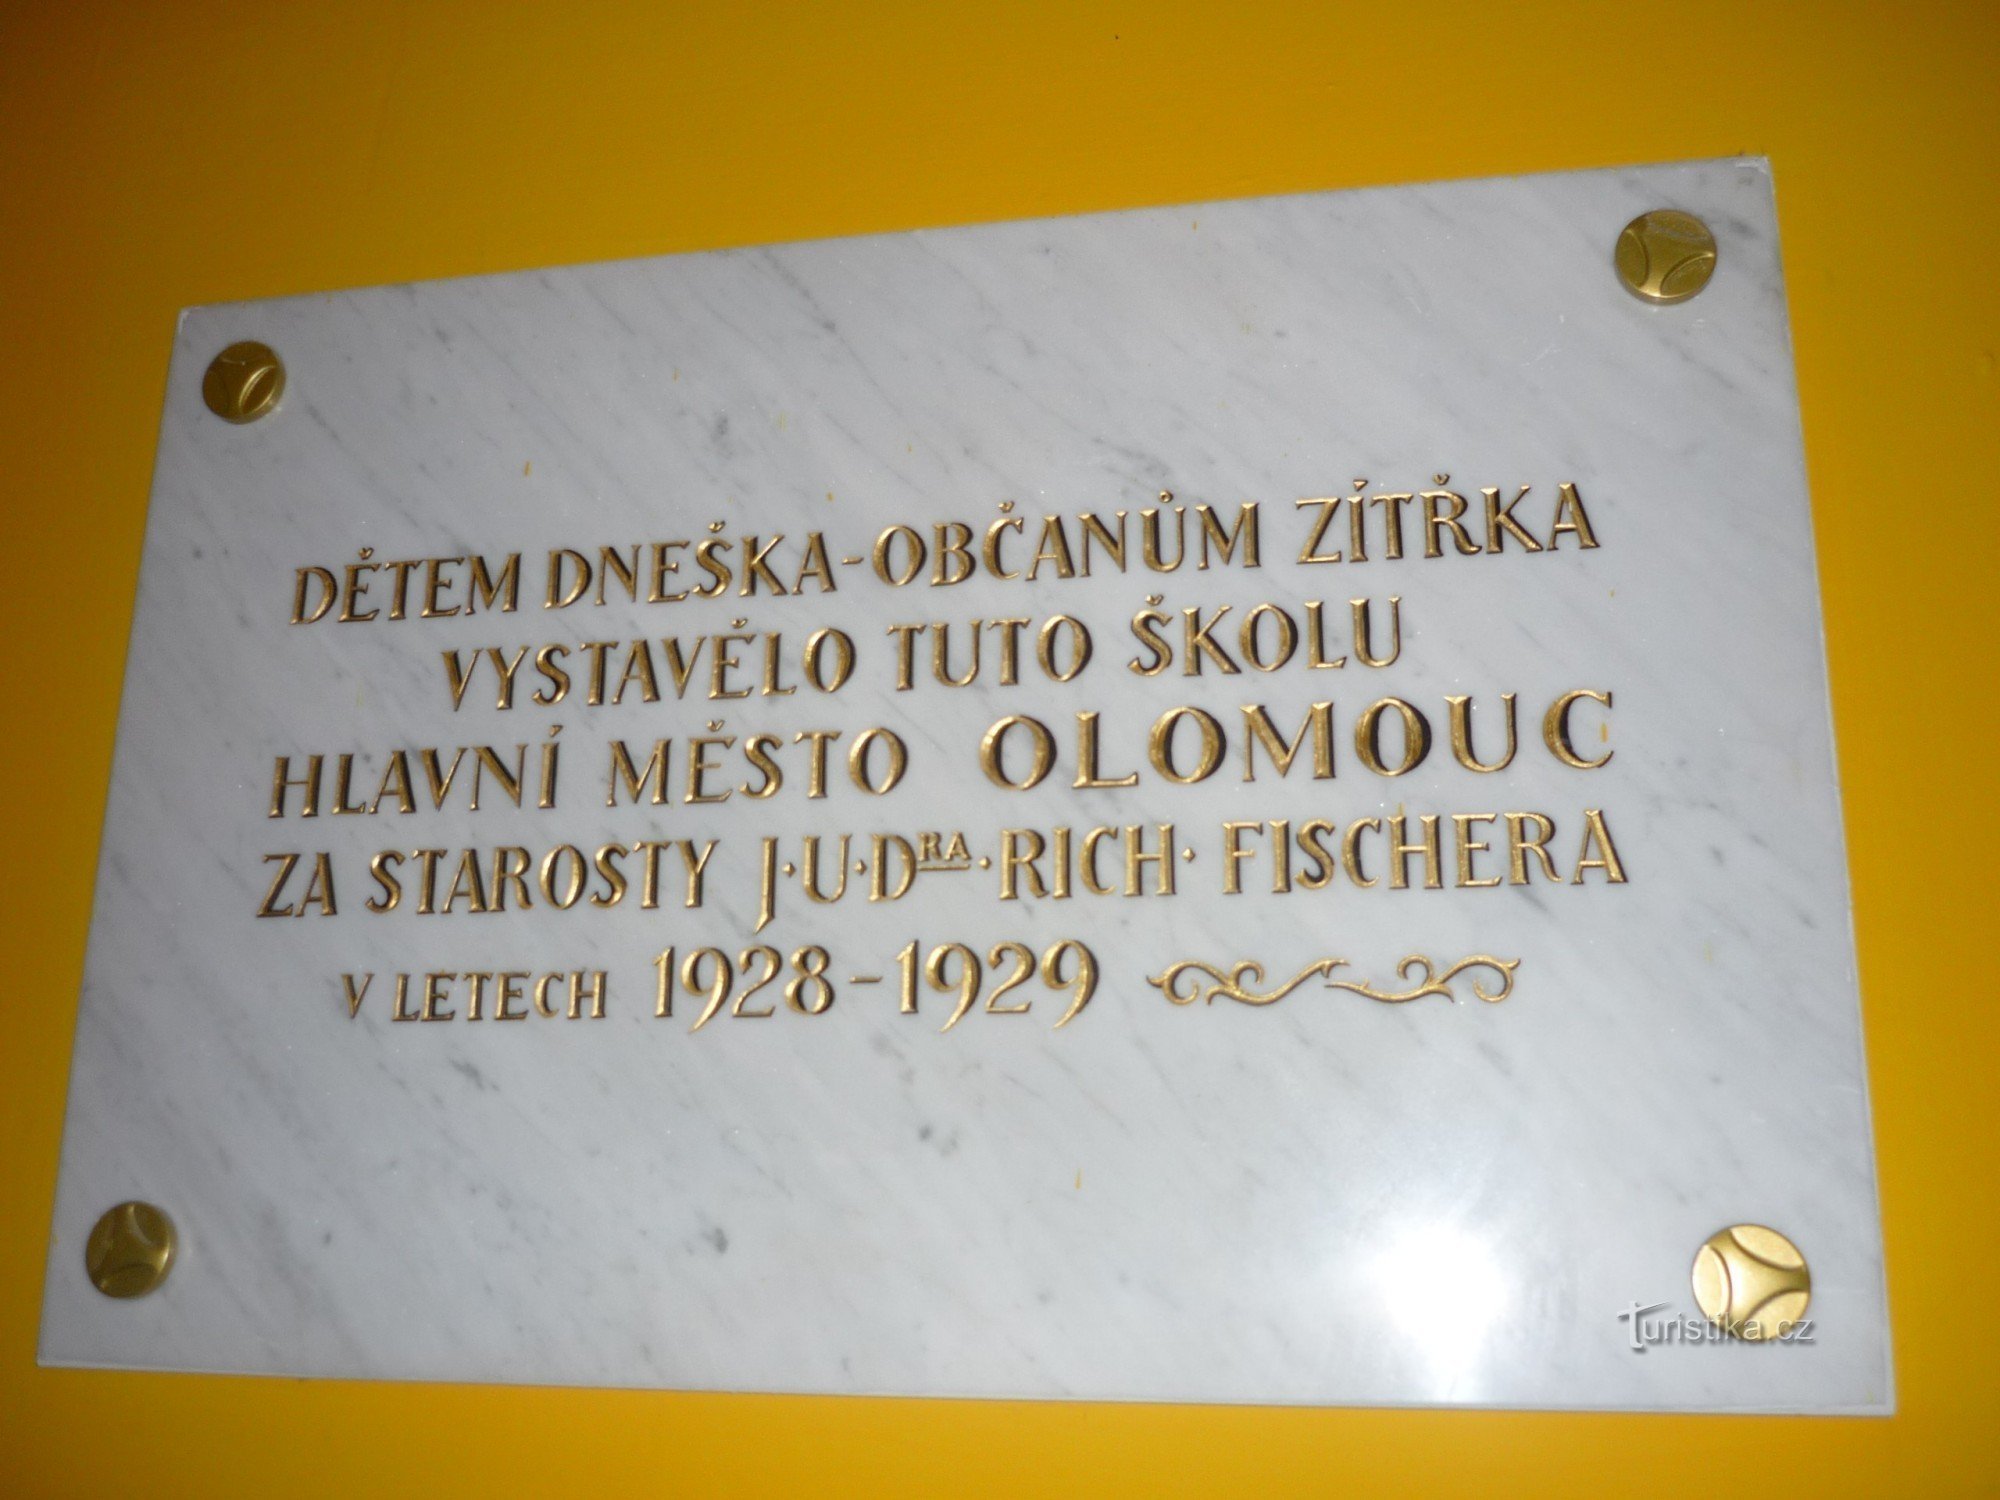 DĚTEM DNEŠKA-OBČANŮM ZÍTŘKA
VYSTAVĚLO TUTO ŠKOLU
HLAVNÍ MĚSTO OLOMOUC
ZA STAROSTY J·U·DRA·RICH· FISCHERA
V LETECH 1928-1929
Turistika.cz